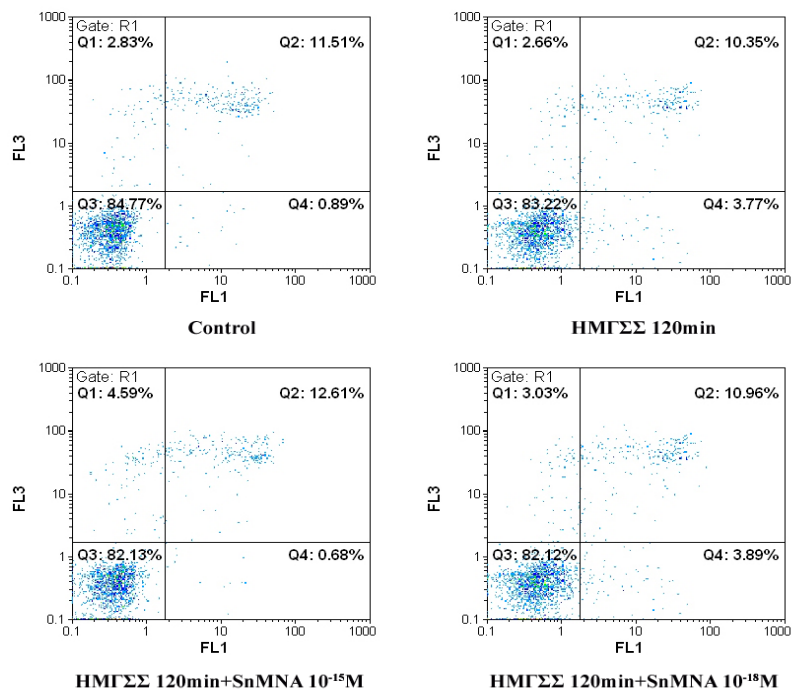 1000
Gate: R1
Q1: 2.83%
Q2: 11.51%
100
FL3
10
Q3: 84.77%
Q4: 0.89%
1
0.1
0.1 1 10 100 1000
FL1
Control
1000
Gate: R1
Q1: 2.66%
Q2: 10.35%
100
FL3
10
Q3: 83.22%
Q4: 3.77%
1
0.1
0.1 1 10 100 1000
FL1
ΗΜΓΣΣ 120min
1000
Gate: R1
Q1: 4.59%
Q2: 12.61%
100
FL3
10
Q3: 82.13%
Q4: 0.68%
1
0.1
0.1 1 10 100 1000
FL1
ΗΜΓΣΣ 120min+SnMNA 10⁻¹⁵M
1000
Gate: R1
Q1: 3.03%
Q2: 10.96%
100
FL3
10
Q3: 82.12%
Q4: 3.89%
1
0.1
0.1 1 10 100 1000
FL1
ΗΜΓΣΣ 120min+SnMNA 10⁻¹⁸M